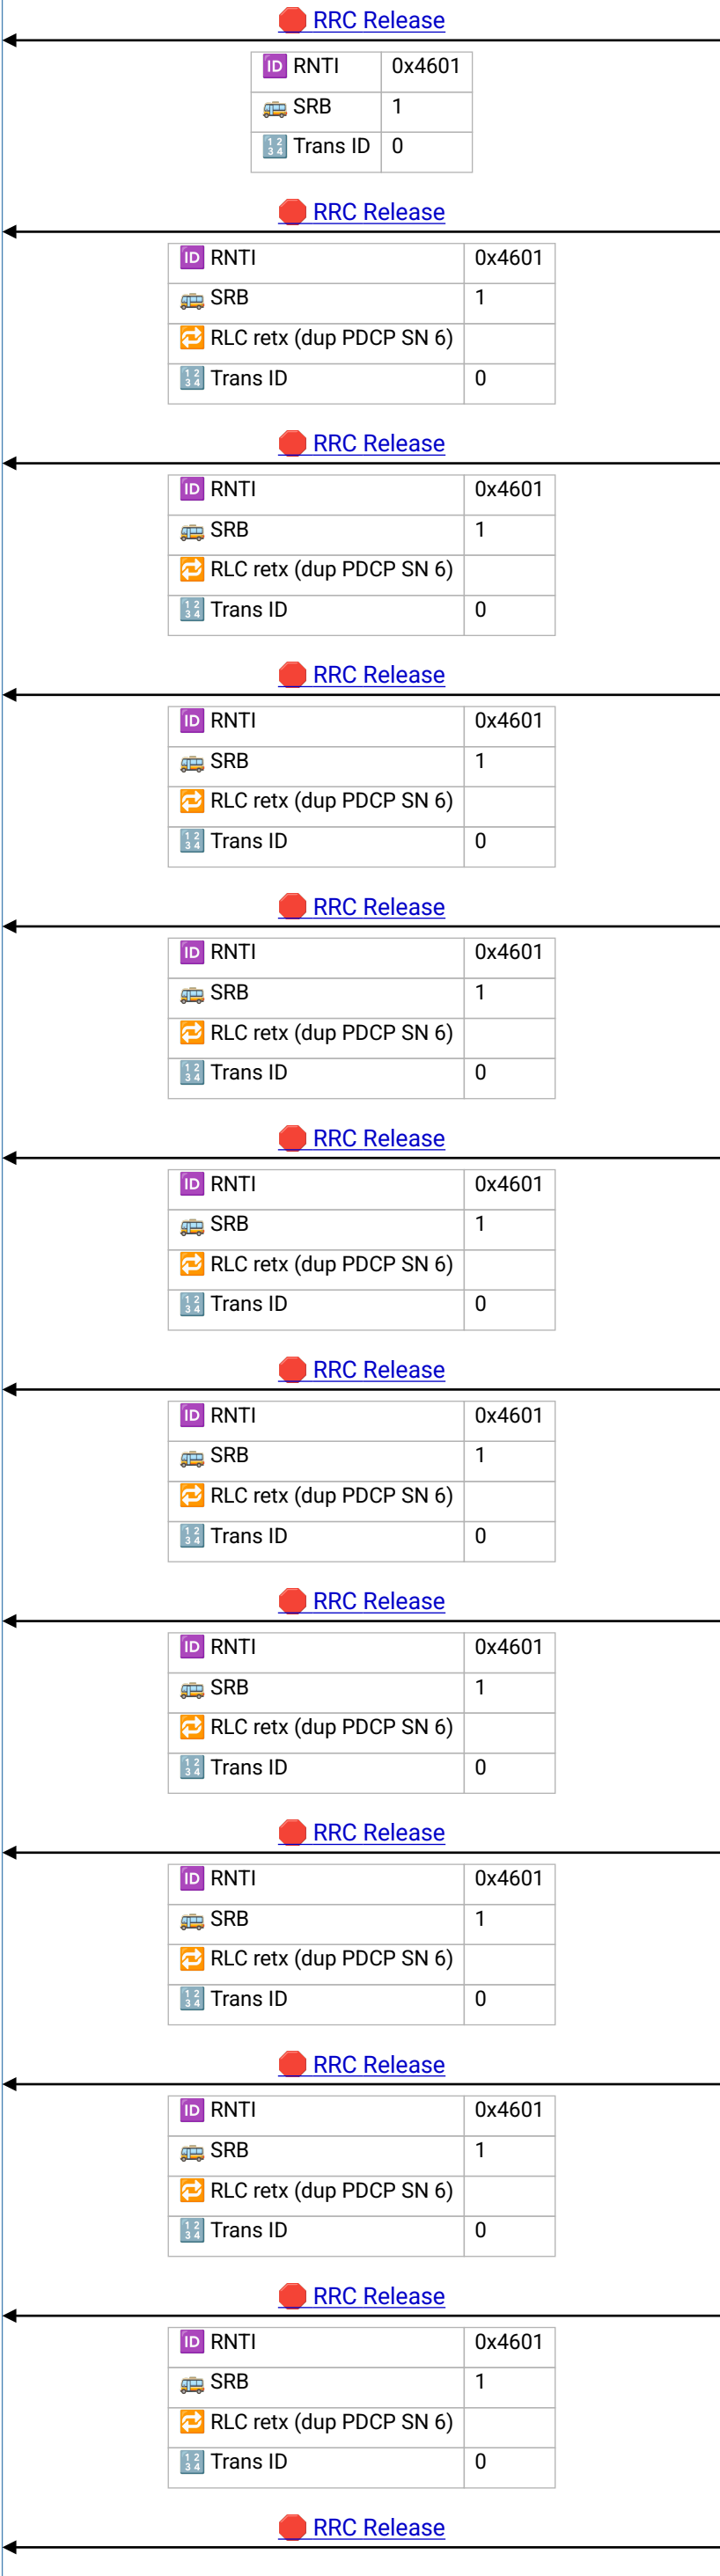 🛑 RRC Release
🆔 RNTI 0x4601
🚌 SRB 1
🔢 Trans ID 0
🛑 RRC Release
🆔 RNTI 0x4601
🚌 SRB 1
🔁 RLC retx (dup PDCP SN 6)
🔢 Trans ID 0
🛑 RRC Release
🆔 RNTI 0x4601
🚌 SRB 1
🔁 RLC retx (dup PDCP SN 6)
🔢 Trans ID 0
🛑 RRC Release
🆔 RNTI 0x4601
🚌 SRB 1
🔁 RLC retx (dup PDCP SN 6)
🔢 Trans ID 0
🛑 RRC Release
🆔 RNTI 0x4601
🚌 SRB 1
🔁 RLC retx (dup PDCP SN 6)
🔢 Trans ID 0
🛑 RRC Release
🆔 RNTI 0x4601
🚌 SRB 1
🔁 RLC retx (dup PDCP SN 6)
🔢 Trans ID 0
🛑 RRC Release
🆔 RNTI 0x4601
🚌 SRB 1
🔁 RLC retx (dup PDCP SN 6)
🔢 Trans ID 0
🛑 RRC Release
🆔 RNTI 0x4601
🚌 SRB 1
🔁 RLC retx (dup PDCP SN 6)
🔢 Trans ID 0
🛑 RRC Release
🆔 RNTI 0x4601
🚌 SRB 1
🔁 RLC retx (dup PDCP SN 6)
🔢 Trans ID 0
🛑 RRC Release
🆔 RNTI 0x4601
🚌 SRB 1
🔁 RLC retx (dup PDCP SN 6)
🔢 Trans ID 0
🛑 RRC Release
🆔 RNTI 0x4601
🚌 SRB 1
🔁 RLC retx (dup PDCP SN 6)
🔢 Trans ID 0
🛑 RRC Release